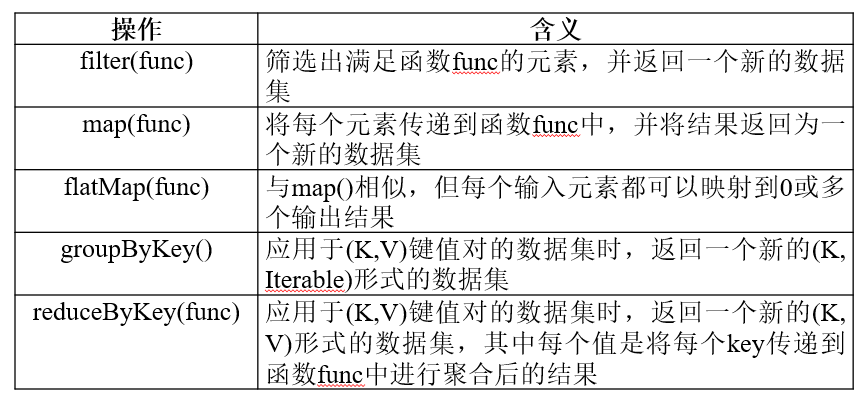 操作 含义
filter(func) 筛选出满足函数func的元素，并返回一个新的数据
集
map(func) 将每个元素传递到函数func中，并将结果返回为一
个新的数据集
flatMap(func) 与map()相似，但每个输入元素都可以映射到0或多
个输出结果
groupByKey() 应用于(K,V)键值对的数据集时，返回一个新的(K,
Iterable)形式的数据集
reduceByKey(func) 应用于(K,V)键值对的数据集时，返回一个新的(K,
V)形式的数据集，其中每个值是将每个key传递到
函数func中进行聚合后的结果